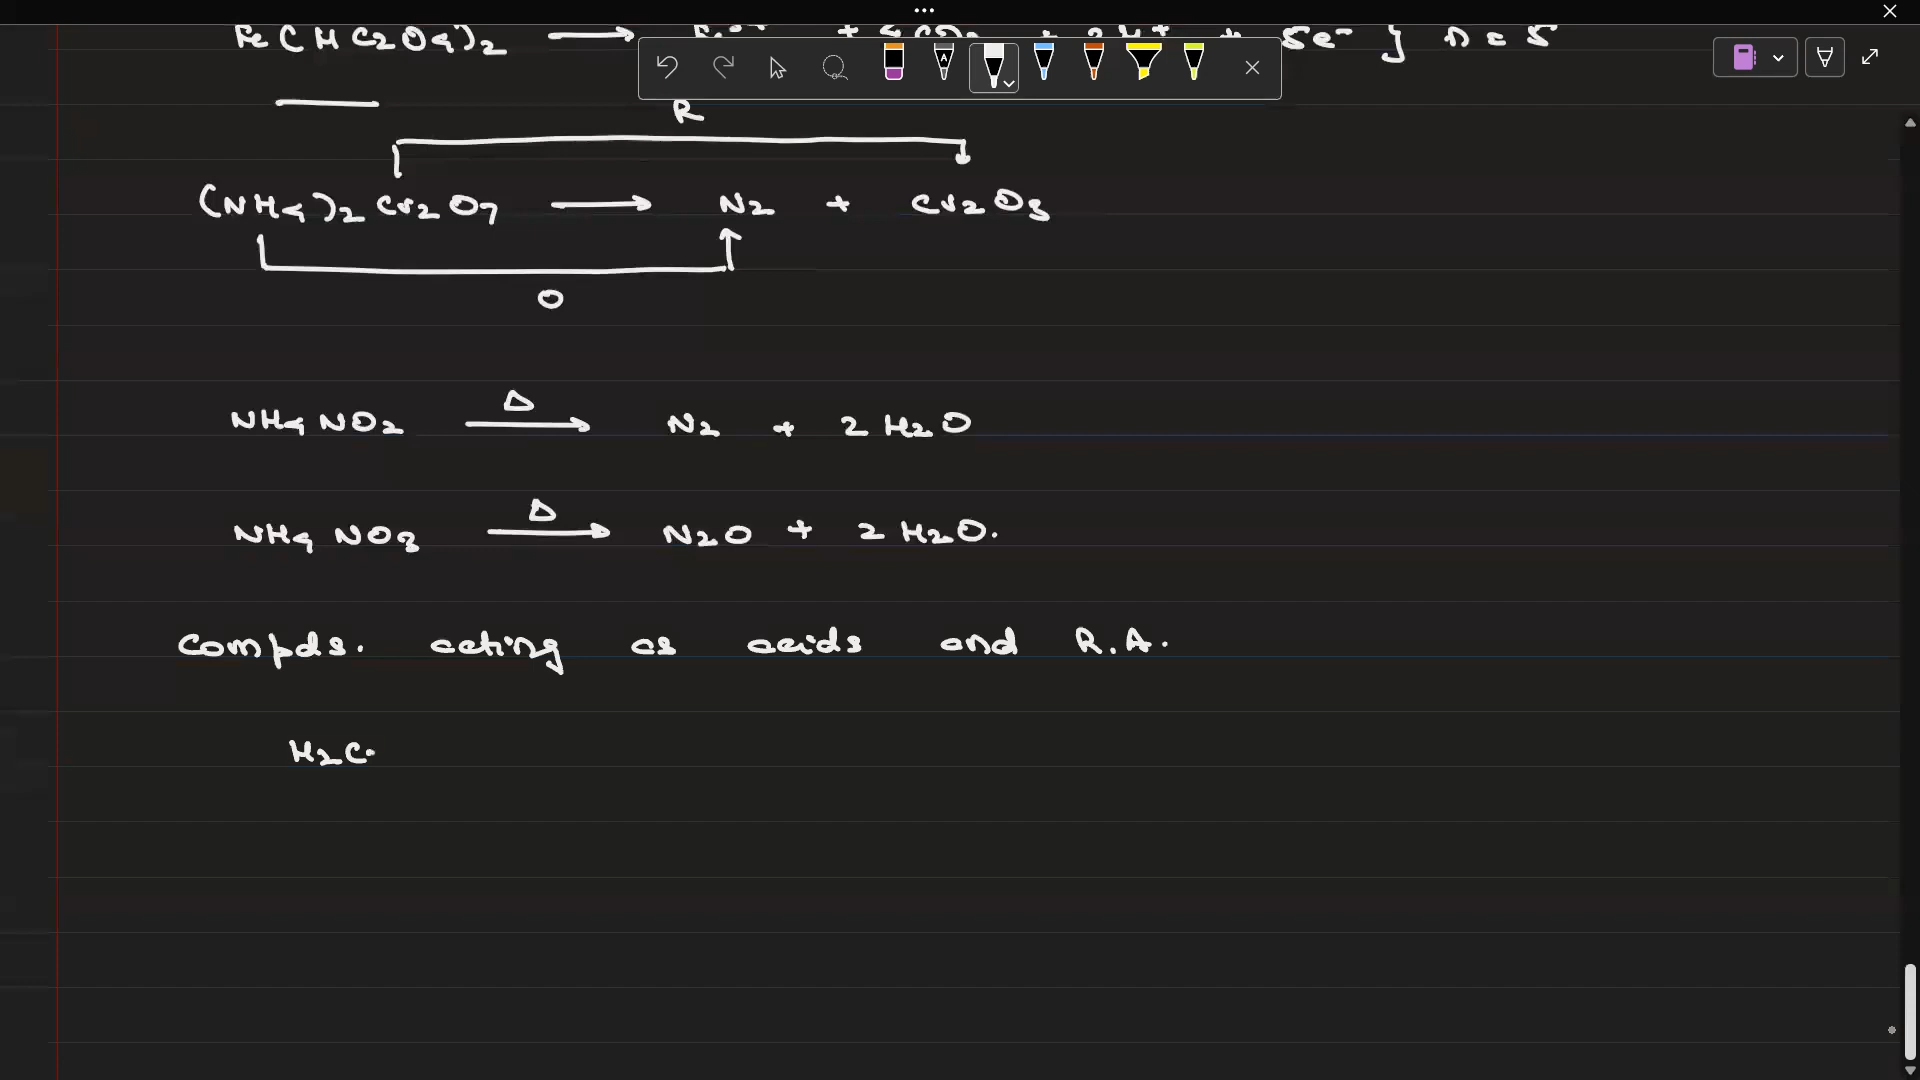 Fe(HC2O4)2 ⟶ 5e⁻ } n = 5
R
(NH4)2Cr2O7 ⟶ N2 + Cr2O3
O
NH4NO2 —Δ→ N2 + 2H2O
NH4NO3 —Δ→ N2O + 2H2O.
Compds. acting as acids and R.A.
H2C